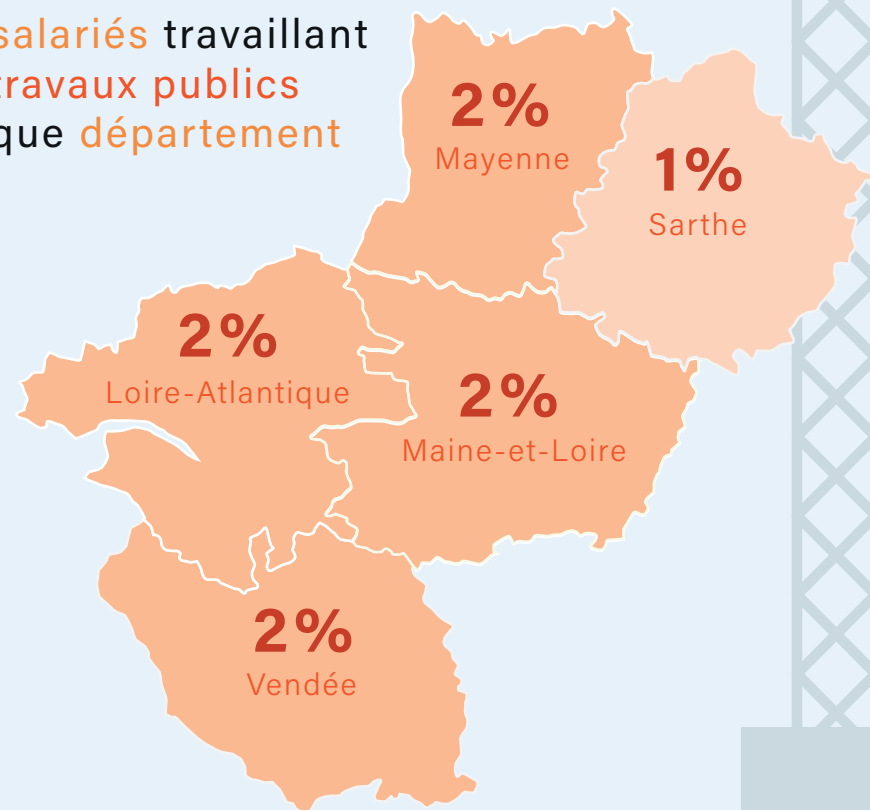 salariés travaillant
travaux publics
que département
2%
Mayenne
1%
Sarthe
2%
Loire-Atlantique
2%
Maine-et-Loire
2%
Vendée